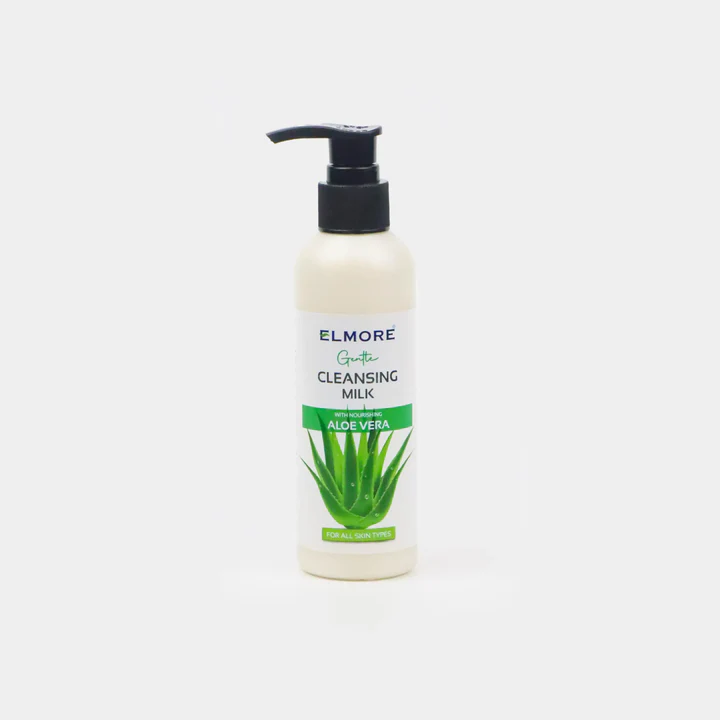 ELMORE
Gentle
CLEANSING
MILK
WITH NOURISHING
ALOE VERA
FOR ALL SKIN TYPES